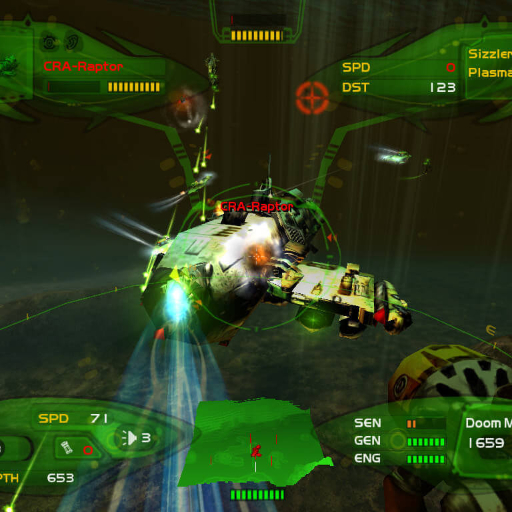 CRA-Raptor
SPD 0
DST 123
Sizzler
Plasma
CRA-Raptor
E
SPD 71
3
0
PTH 653
SEN
GEN
ENG
Doom M
1659